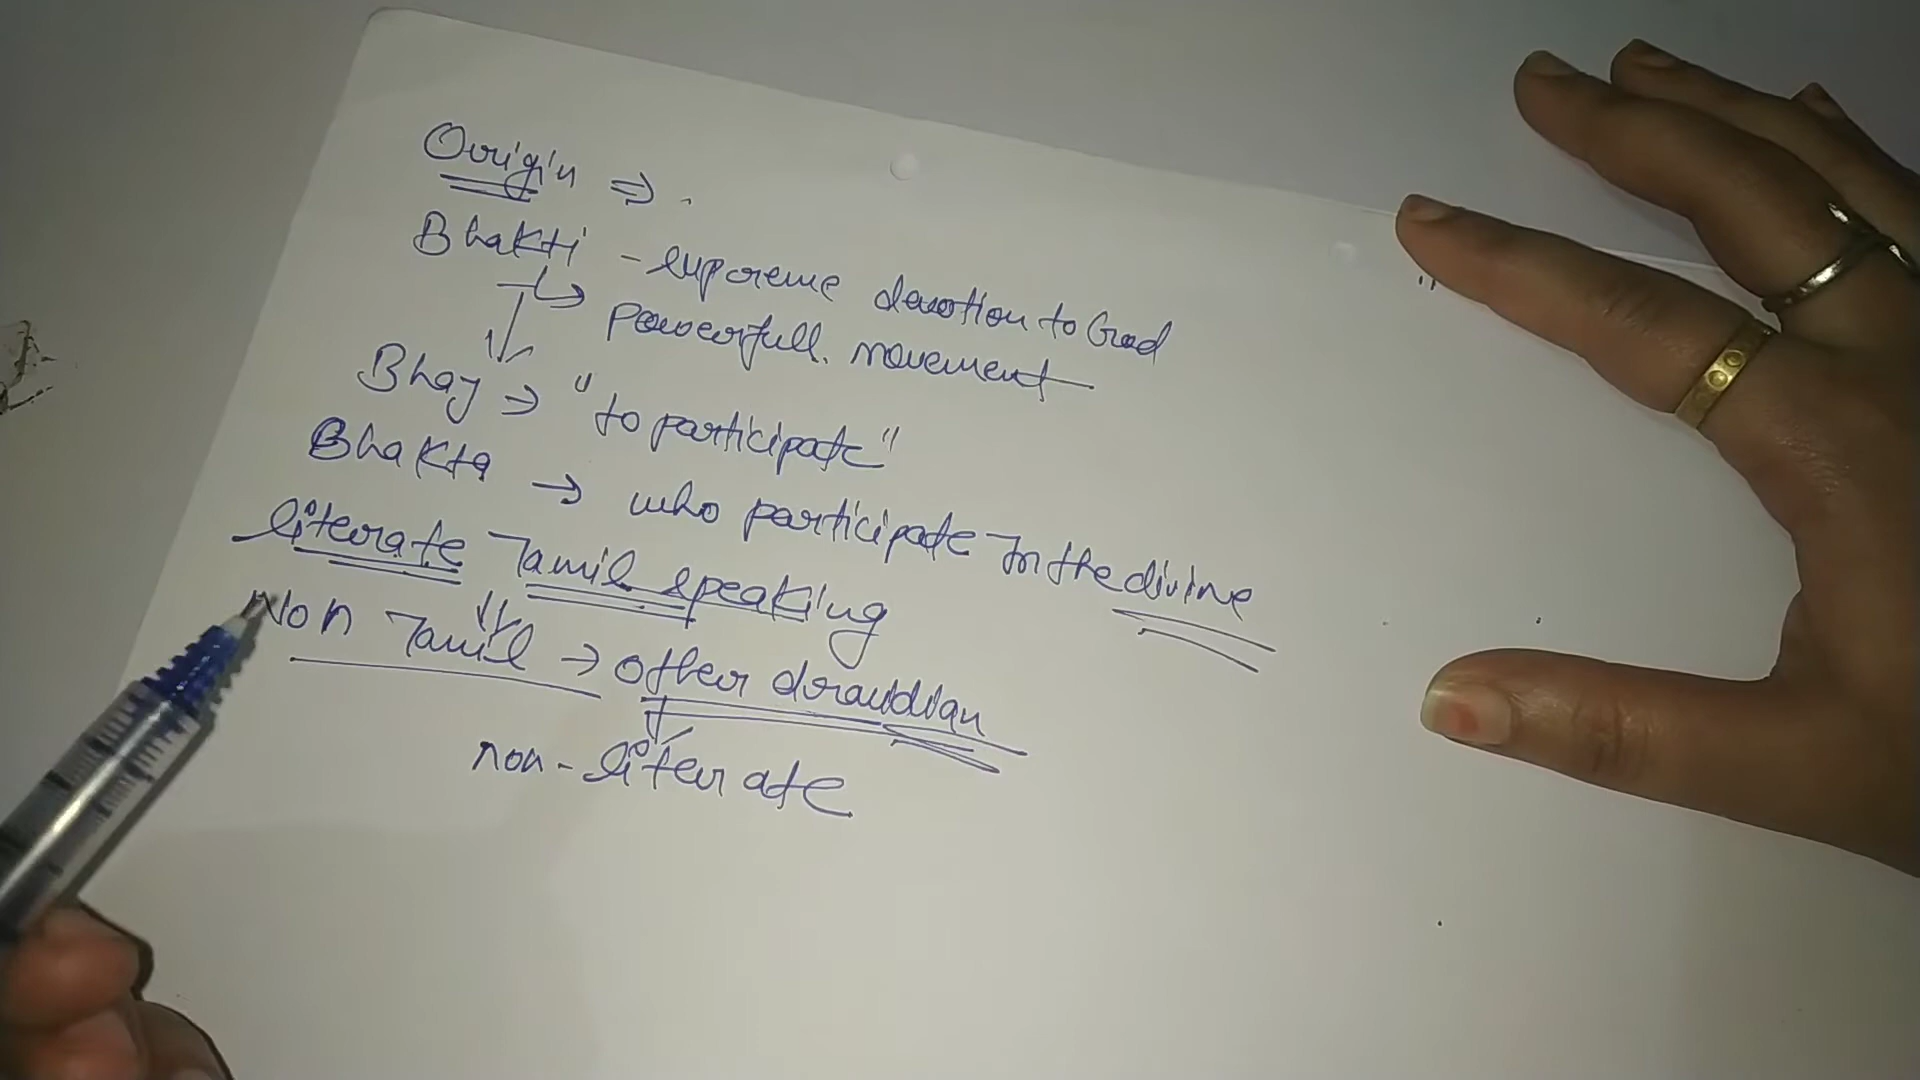 Origin ⇒ .
Bhakti - supreme devotion to God
↳ Powerfull. movement
Bhaj ⇒ "to participate"
Bhakta → who participate In the divine
literate Tamil speaking
Non Tamil → other dravidian
non-literate